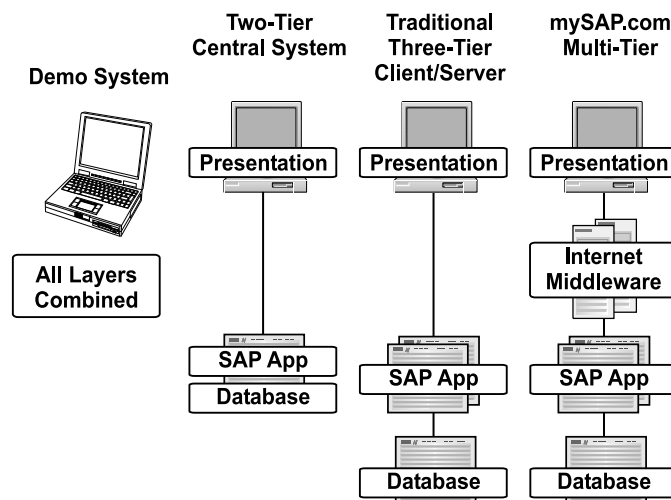 Demo System
All Layers
Combined
Two-Tier
Central System
Presentation
SAP App
Database
Traditional
Three-Tier
Client/Server
Presentation
SAP App
Database
mySAP.com
Multi-Tier
Presentation
Internet
Middleware
SAP App
Database